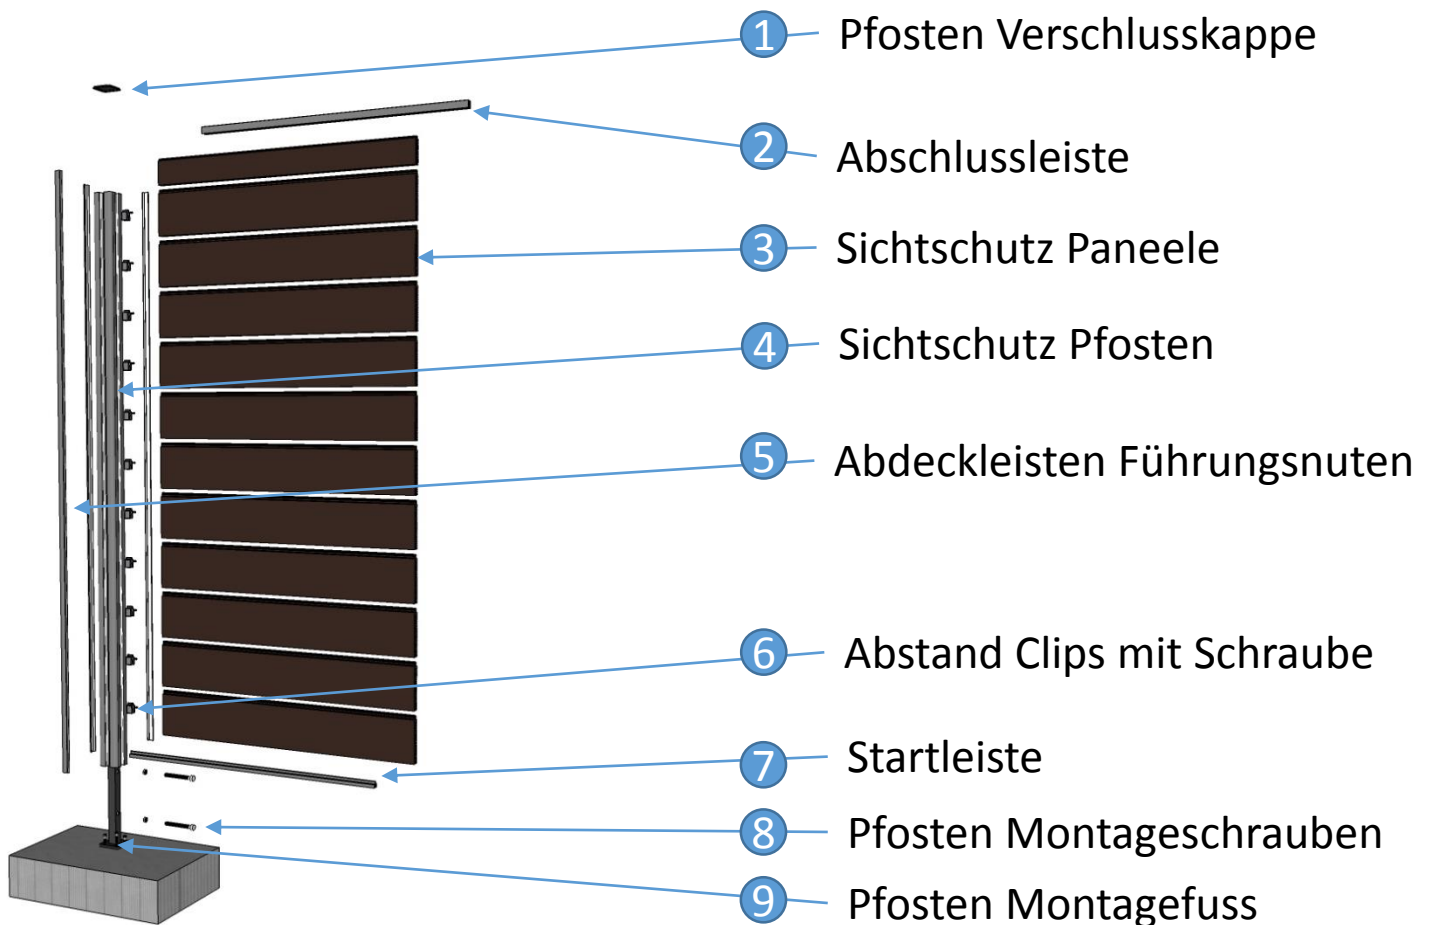 1 Pfosten Verschlusskappe
2 Abschlussleiste
3 Sichtschutz Paneele
4 Sichtschutz Pfosten
5 Abdeckleisten Führungsnuten
6 Abstand Clips mit Schraube
7 Startleiste
8 Pfosten Montageschrauben
9 Pfosten Montagefuss